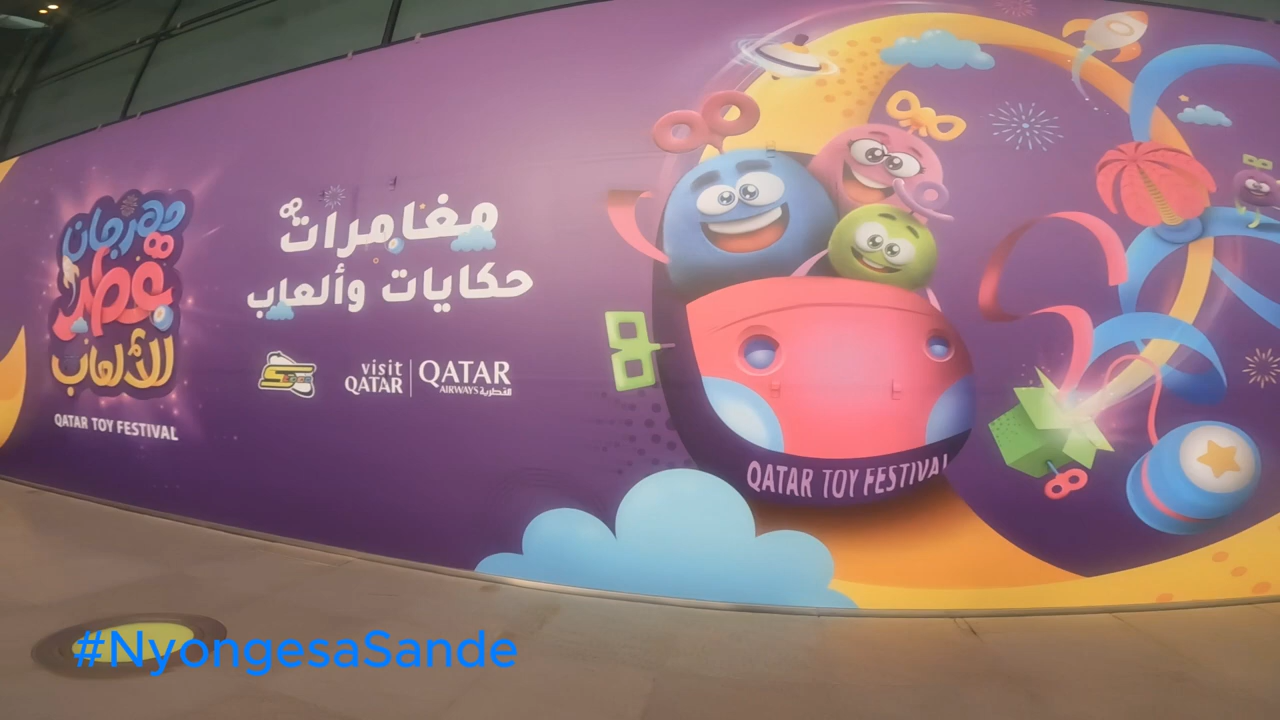 مهرجان
قطر
للألعاب
QATAR TOY FESTIVAL
مغامرات
حكايات وألعاب
visit
QATAR
QATAR
AIRWAYS القطرية
QATAR TOY FESTIVAL
#NyongesaSande